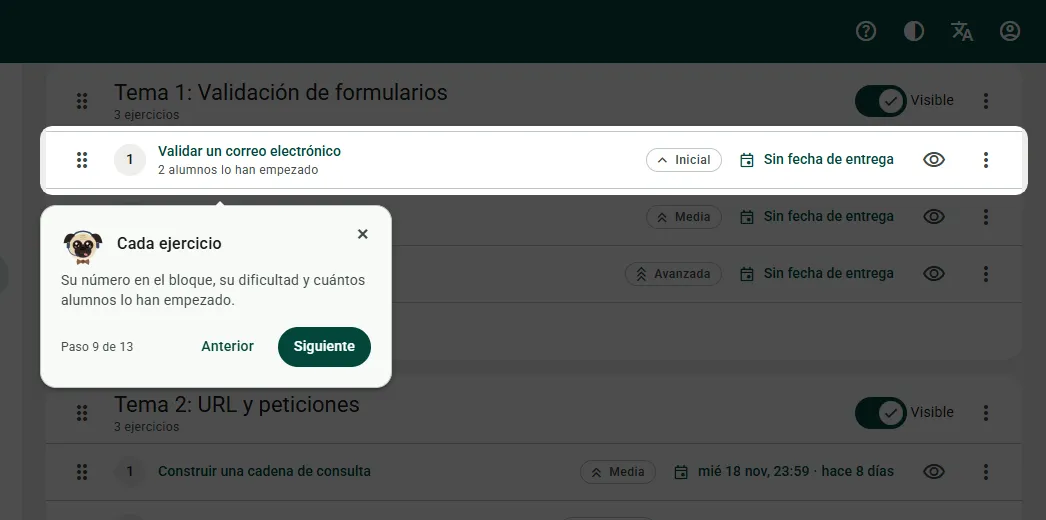 Tema 1: Validación de formularios
3 ejercicios
Visible
1
Validar un correo electrónico
2 alumnos lo han empezado
Inicial
Sin fecha de entrega
Media
Sin fecha de entrega
Avanzada
Sin fecha de entrega
Cada ejercicio
Su número en el bloque, su dificultad y cuántos
alumnos lo han empezado.
Paso 9 de 13
Anterior
Siguiente
Tema 2: URL y peticiones
3 ejercicios
Visible
1
Construir una cadena de consulta
Media
mié 18 nov, 23:59 · hace 8 días